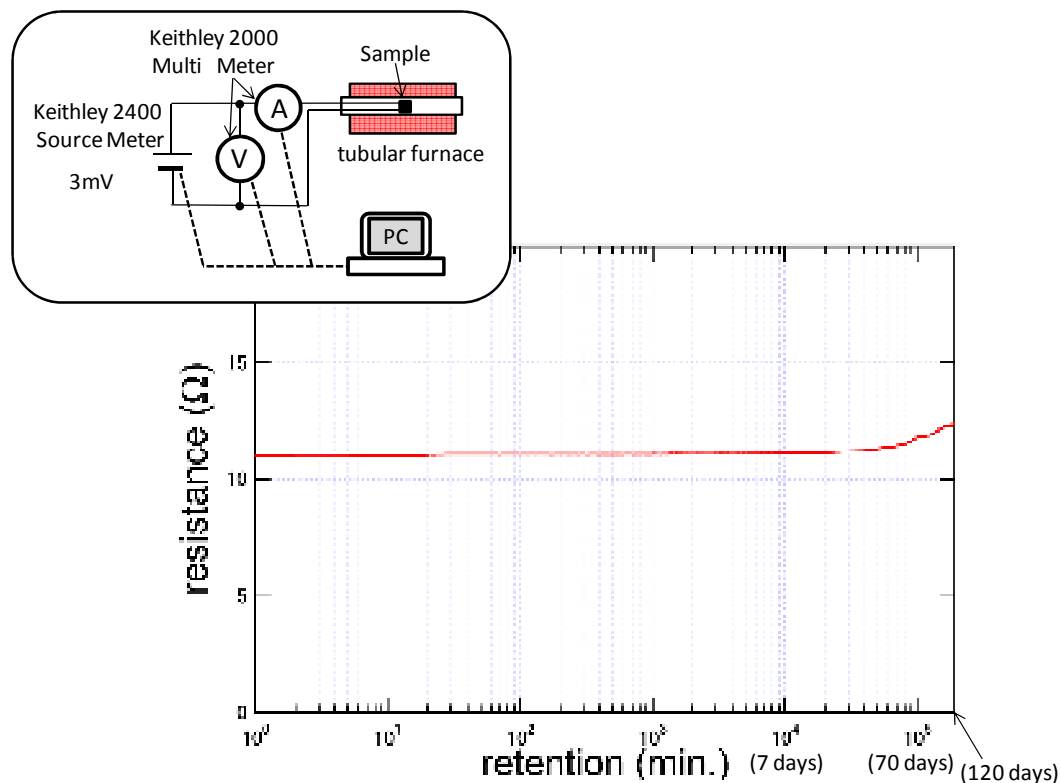 Keithley 2000
Multi Meter
Sample
Keithley 2400
Source Meter
3mV
A
V
tubular furnace
PC
resistance (Ω)
15
10
5
0
10⁰
10¹
10²
10³
10⁴
10⁵
retention (min.)
(7 days)
(70 days)
(120 days)